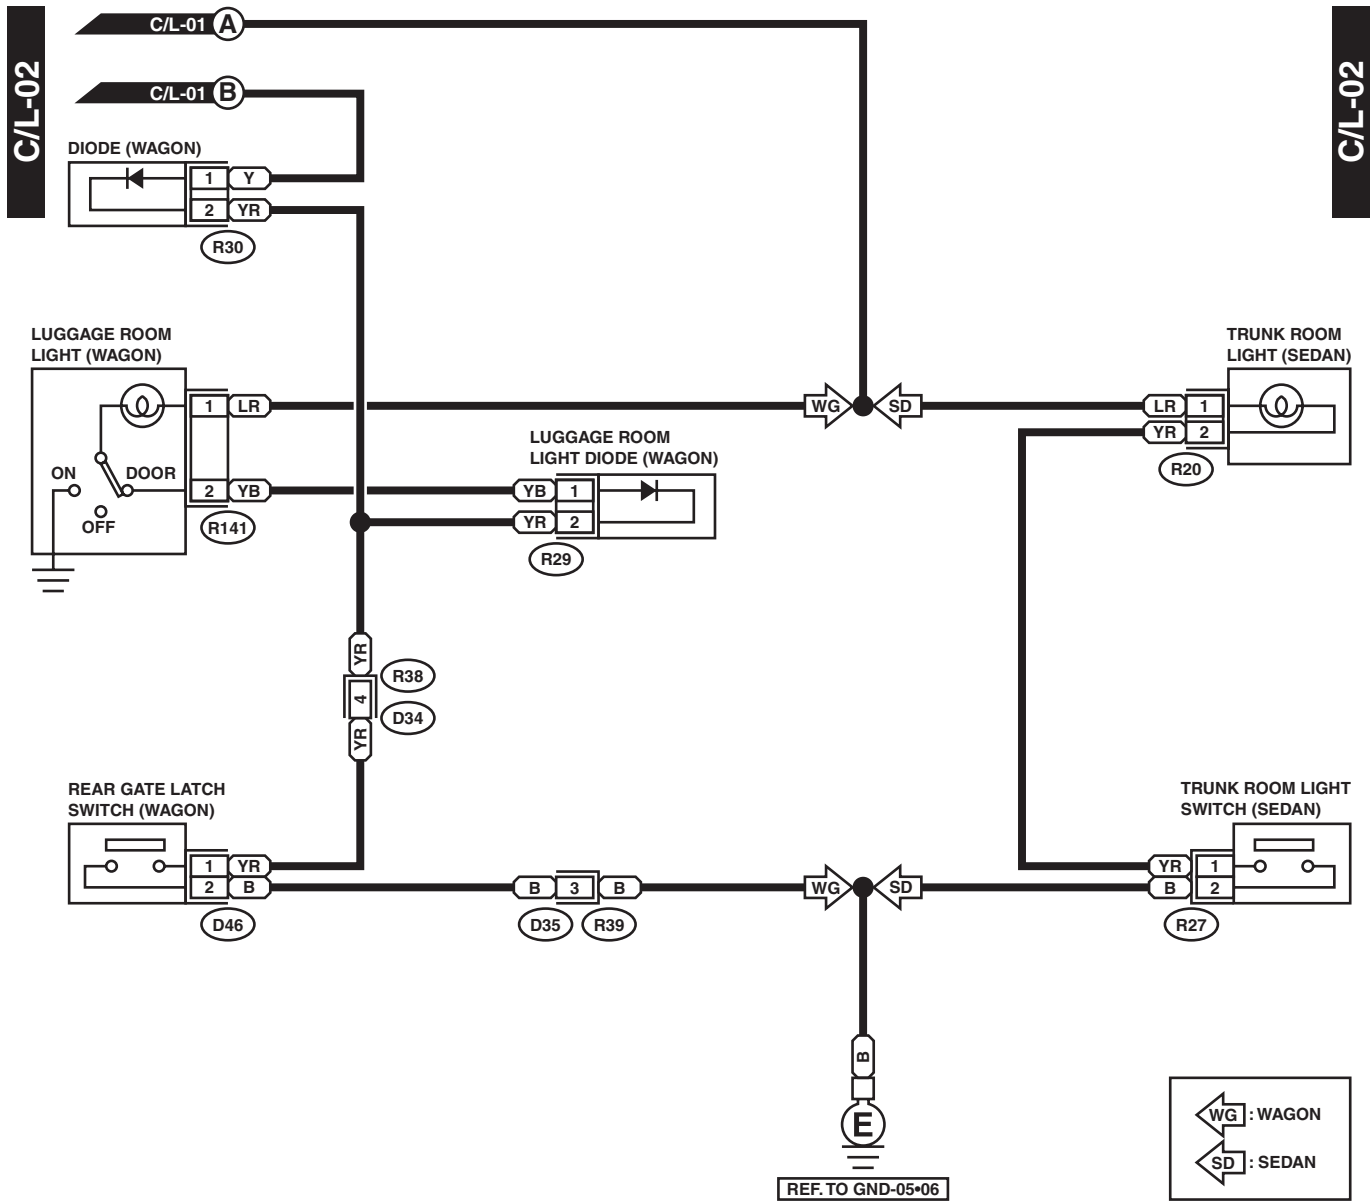 C/L-02
C/L-02
C/L-01 A
C/L-01 B
DIODE (WAGON)
1 Y
2 YR
R30
LUGGAGE ROOM
LIGHT (WAGON)
ON
DOOR
OFF
1 LR
2 YB
R141
WG
SD
TRUNK ROOM
LIGHT (SEDAN)
LR 1
YR 2
R20
LUGGAGE ROOM
LIGHT DIODE (WAGON)
YB 1
YR 2
R29
YR
R38
4
D34
YR
REAR GATE LATCH
SWITCH (WAGON)
1 YR
2 B
D46
B 3 B
D35 R39
WG
SD
TRUNK ROOM LIGHT
SWITCH (SEDAN)
YR 1
B 2
R27
B
E
REF. TO GND-05•06
WG : WAGON
SD : SEDAN